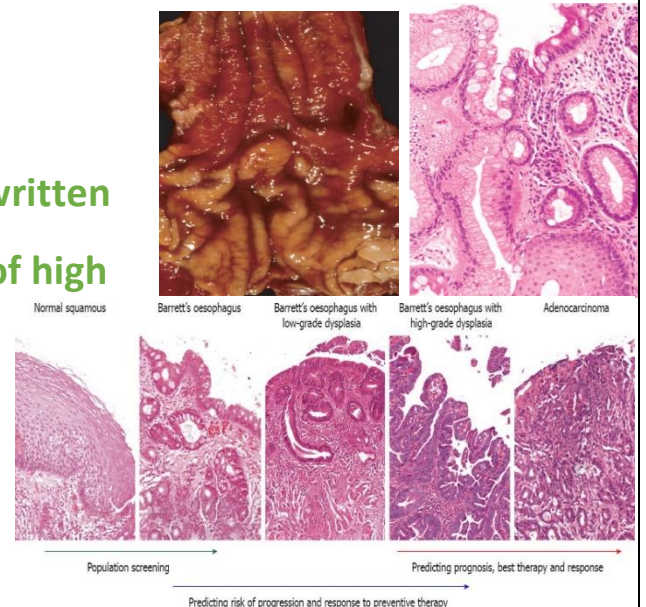 written
of high
Normal squamous
Barrett's oesophagus
Barrett's oesophagus with
low-grade dysplasia
Barrett's oesophagus with
high-grade dysplasia
Adenocarcinoma
Population screening
Predicting prognosis, best therapy and response
Predicting risk of progression and response to preventive therapy